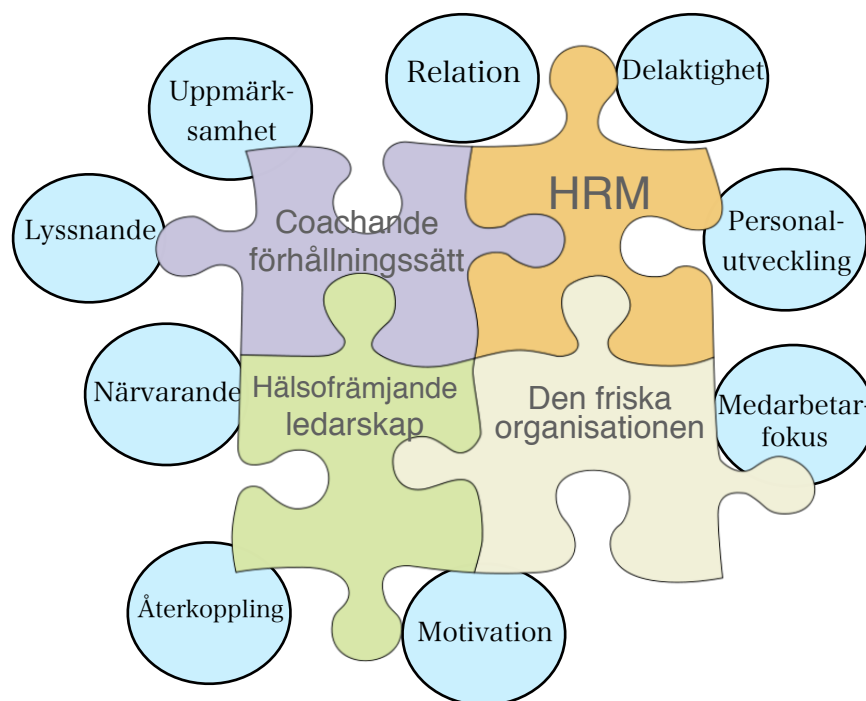 Relation
Delaktighet
Uppmärk-
samhet
HRM
Lyssnande
Coachande
förhållningssätt
Personal-
utveckling
Närvarande
Hälsofrämjande
ledarskap
Den friska
organisationen
Medarbetar-
fokus
Återkoppling
Motivation